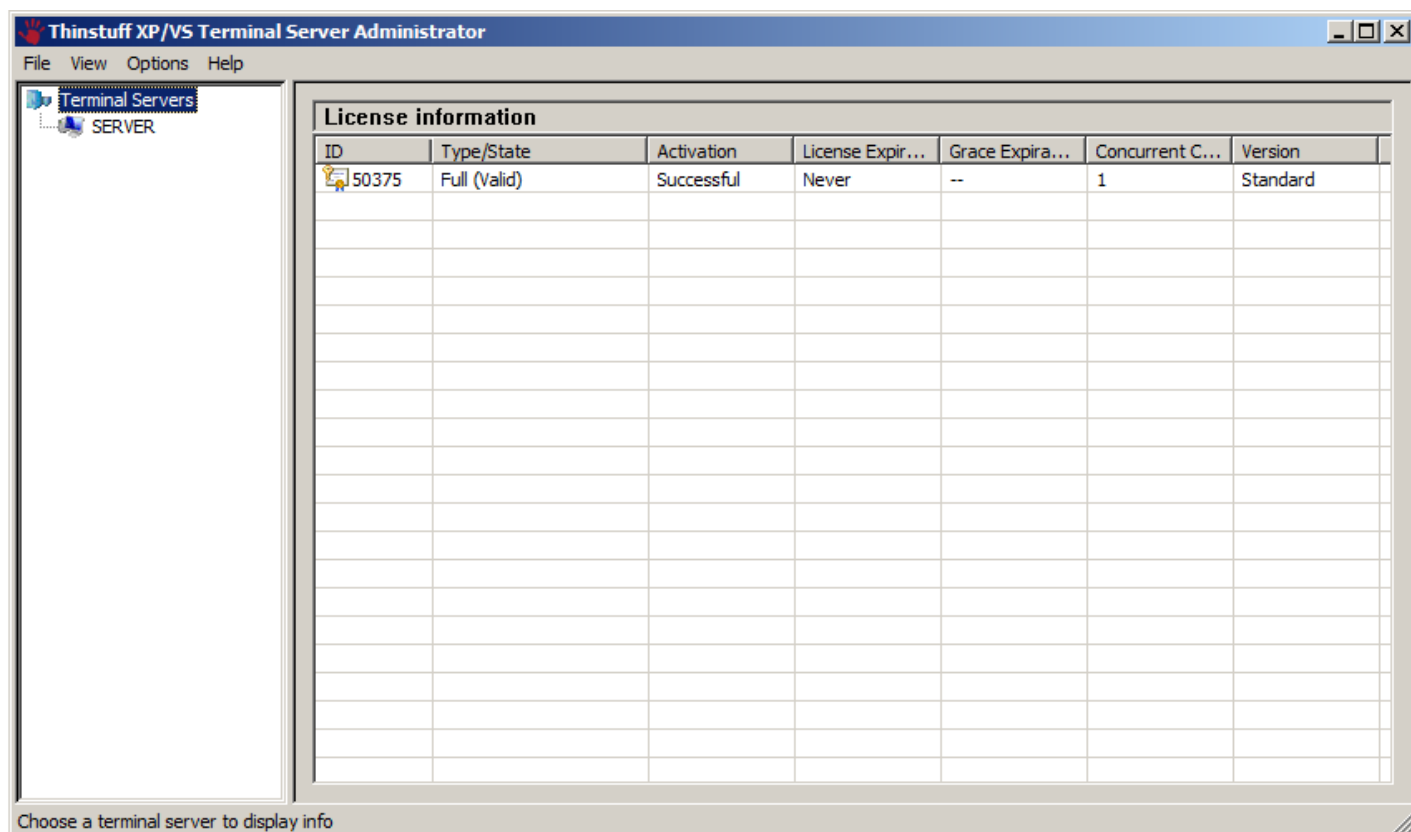 Thinstuff XP/VS Terminal Server Administrator
File View Options Help
Terminal Servers
SERVER
License information
ID Type/State Activation License Expir... Grace Expira... Concurrent C... Version
50375 Full (Valid) Successful Never -- 1 Standard
Choose a terminal server to display info